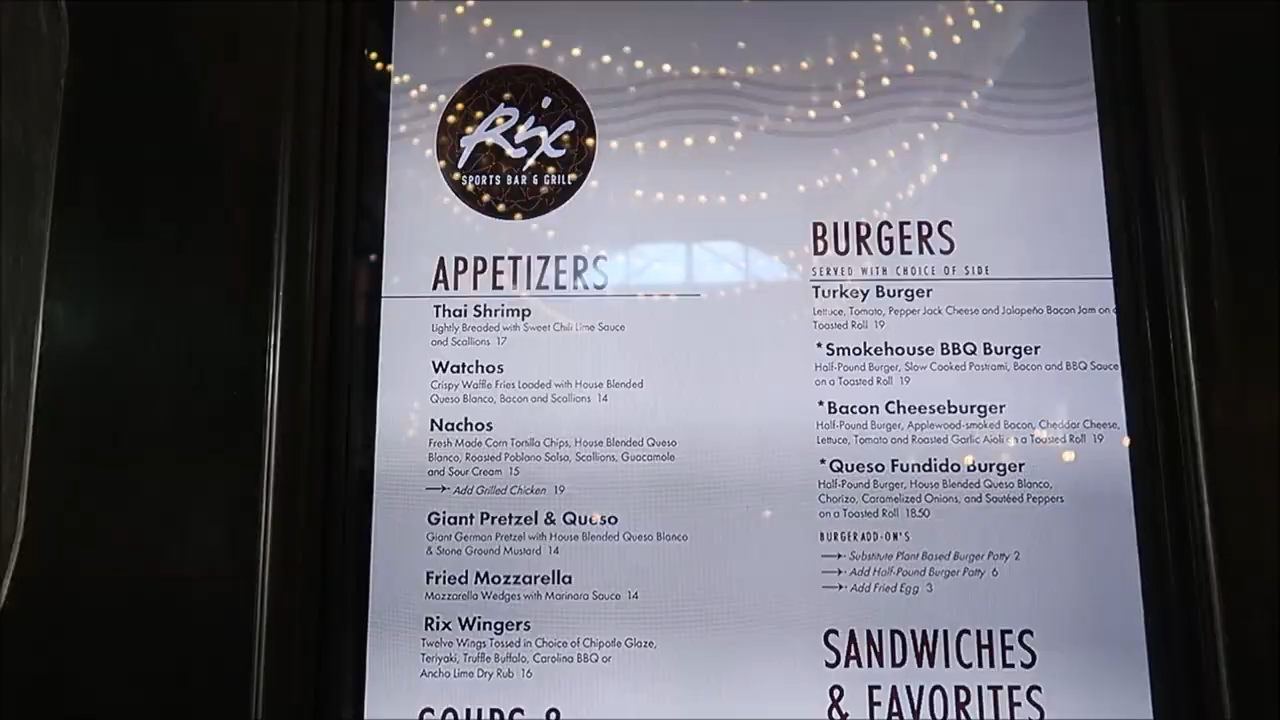 Rix
SPORTS BAR & GRILL
APPETIZERS
Thai Shrimp
Lightly Breaded with Sweet Chili Lime Sauce
and Scallions 17
Watchos
Crispy Waffle Fries Loaded with House Blended
Queso Blanco, Bacon and Scallions 14
Nachos
Fresh Made Corn Tortilla Chips, House Blended Queso
Blanco, Roasted Poblano Salsa, Scallions, Guacamole
and Sour Cream 15
Add Grilled Chicken 19
Giant Pretzel & Queso
Giant German Pretzel with House Blended Queso Blanco
& Stone Ground Mustard 14
Fried Mozzarella
Mozzarella Wedges with Marinara Sauce 14
Rix Wingers
Twelve Wings Tossed in Choice of Chipotle Glaze,
Teriyaki, Truffle Buffalo, Carolina BBQ or
Ancho Lime Dry Rub 16
SOUPS &
BURGERS
SERVED WITH CHOICE OF SIDE
Turkey Burger
Lettuce, Tomato, Pepper Jack Cheese and Jalapeño Bacon Jam on
Toasted Roll 19
*Smokehouse BBQ Burger
Half-Pound Burger, Slow Cooked Pastrami, Bacon and BBQ Sauce
on a Toasted Roll 19
*Bacon Cheeseburger
Half-Pound Burger, Applewood-smoked Bacon, Cheddar Cheese,
Lettuce, Tomato and Roasted Garlic Aioli on a Toasted Roll 19
*Queso Fundido Burger
Half-Pound Burger, House Blended Queso Blanco,
Chorizo, Caramelized Onions, and Sautéed Peppers
on a Toasted Roll 18.50
BURGER ADD-ON'S
Substitute Plant Based Burger Patty 2
Add Half-Pound Burger Patty 6
Add Fried Egg 3
SANDWICHES
& FAVORITES